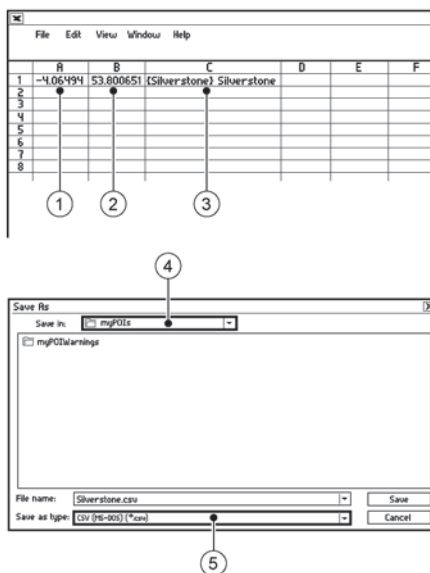 File Edit View Window Help
A B C D E F
1 -4.06494 53.800651 {Silverstone} Silverstone
2
3
4
5
6
7
8
1 2 3
4
Save As
Save in: myPOIs
myPOIWarnings
File name: Silverstone.csv Save
Save as type: CSV (MS-DOS) (*.csv) Cancel
5